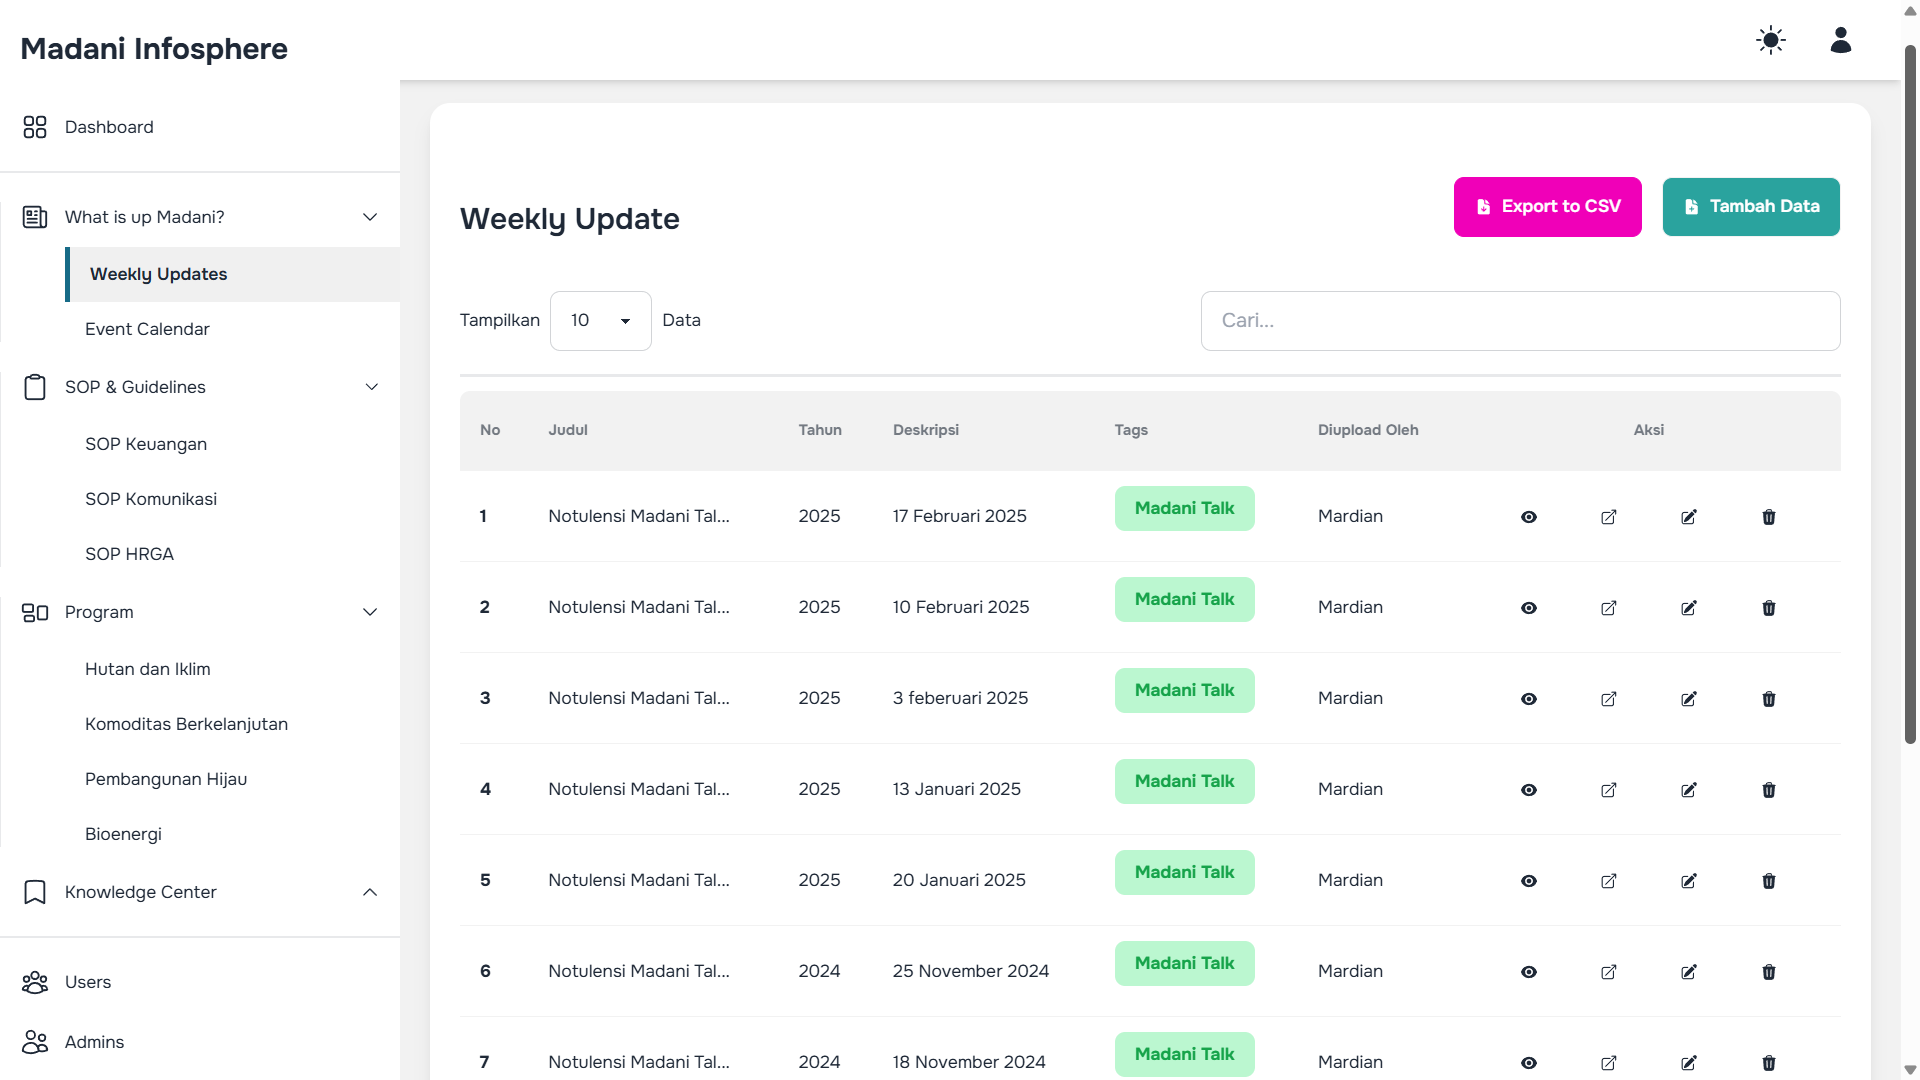 Madani Infosphere
Dashboard
What is up Madani?
Weekly Updates
Event Calendar
SOP & Guidelines
SOP Keuangan
SOP Komunikasi
SOP HRGA
Program
Hutan dan Iklim
Komoditas Berkelanjutan
Pembangunan Hijau
Bioenergi
Knowledge Center
Users
Admins
Weekly Update
Export to CSV
Tambah Data
Tampilkan 10 Data
Cari...
No Judul Tahun Deskripsi Tags Diupload Oleh Aksi
1 Notulensi Madani Tal... 2025 17 Februari 2025 Madani Talk Mardian
2 Notulensi Madani Tal... 2025 10 Februari 2025 Madani Talk Mardian
3 Notulensi Madani Tal... 2025 3 feberuari 2025 Madani Talk Mardian
4 Notulensi Madani Tal... 2025 13 Januari 2025 Madani Talk Mardian
5 Notulensi Madani Tal... 2025 20 Januari 2025 Madani Talk Mardian
6 Notulensi Madani Tal... 2024 25 November 2024 Madani Talk Mardian
7 Notulensi Madani Tal... 2024 18 November 2024 Madani Talk Mardian